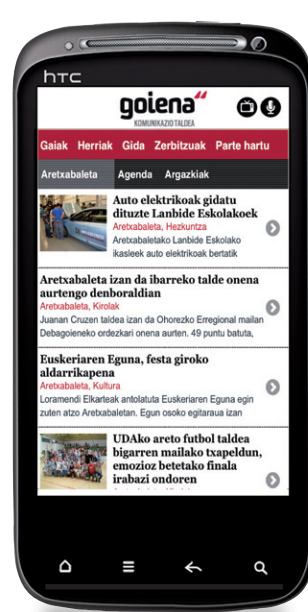 hTC
goiena“
KOMUNIKAZIO TALDEA
Gaiak Herriak Gida Zerbitzuak Parte hartu
Aretxabaleta Agenda Argazkiak
Auto elektrikoak gidatu
dituzte Lanbide Eskolakoek
Aretxabaleta, Hezkuntza
Aretxabaletako Lanbide Eskolako
ikasleek auto elektrikoak bertatik
Aretxabaleta izan da ibarreko talde onena
aurtengo denboraldian
Aretxabaleta, Kirolak
Juanan Cruzen taldea izan da Ohorezko Erregional mailan
Debagoieneko ordezkari onena aurten. 49 puntu batuta,
Euskeriaren Eguna, festa giroko
aldarrikapena
Aretxabaleta, Kultura
Loramendi Elkarteak antolatuta Euskeriaren Eguna egin
zuten atzo Aretxabaletan. Egun osoko egitaraua izan
UDAko areto futbol taldea
bigarren mailako txapeldun,
emozioz betetako finala
irabazi ondoren